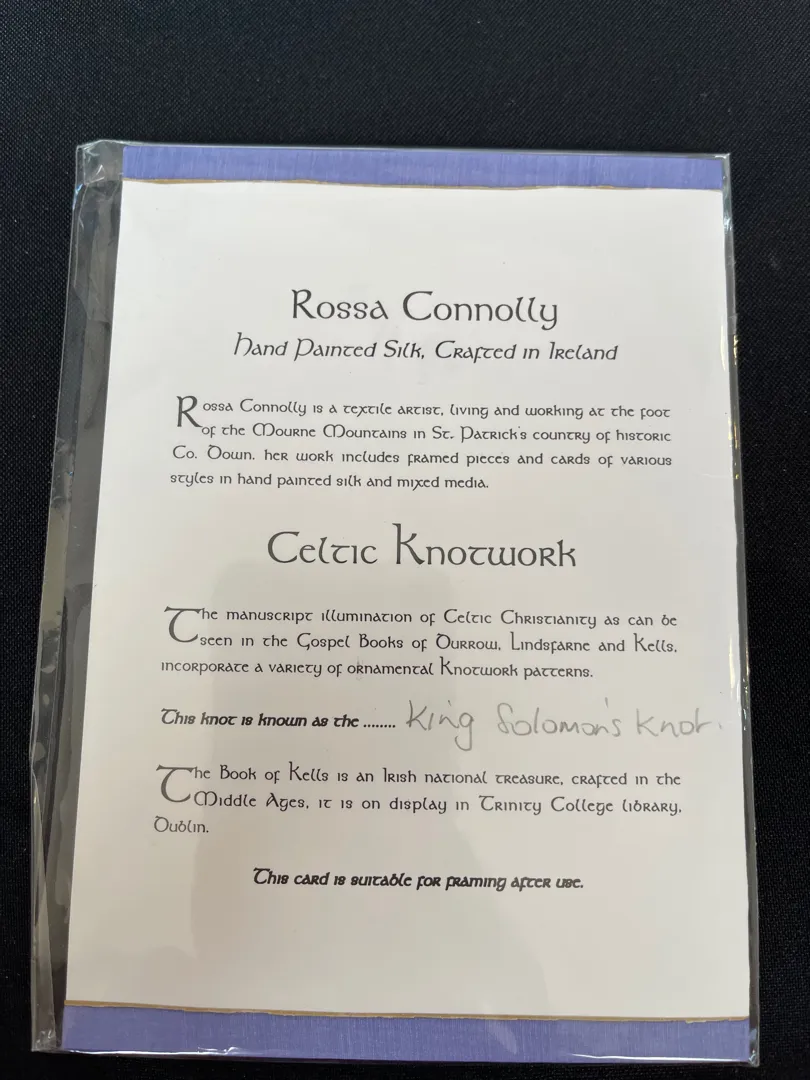 Rossa Connolly
Hand Painted Silk, Crafted in Ireland
Rossa Connolly is a textile artist, living and working at the foot
of the Mourne Mountains in St. Patrick's country of historic
Co. Down. her work includes framed pieces and cards of various
styles in hand painted silk and mixed media.
Celtic Knotwork
The manuscript illumination of Celtic Christianity as can be
seen in the Gospel Books of Durrow, Lindsfarne and Kells,
incorporate a variety of ornamental Knotwork patterns.
This knot is known as the ........ King Solomon's Knot.
The Book of Kells is an Irish national treasure, crafted in the
Middle Ages, it is on display in Trinity College library,
Dublin.
This card is suitable for framing after use.